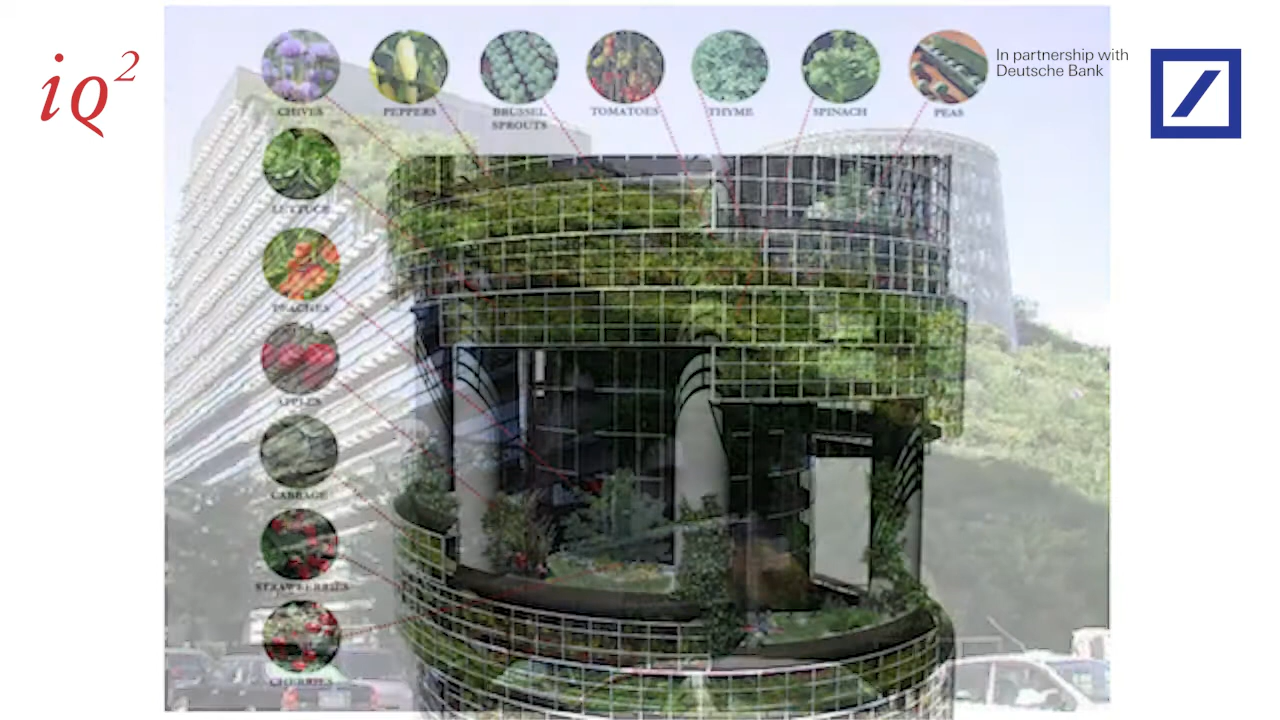 iq2
In partnership with
Deutsche Bank
CHIVES
PEPPERS
BRUSSEL
SPROUTS
TOMATOES
THYME
SPINACH
PEAS
LETTUCE
PEACHES
APPLES
CABBAGE
STRAWBERRIES
CHERRIES